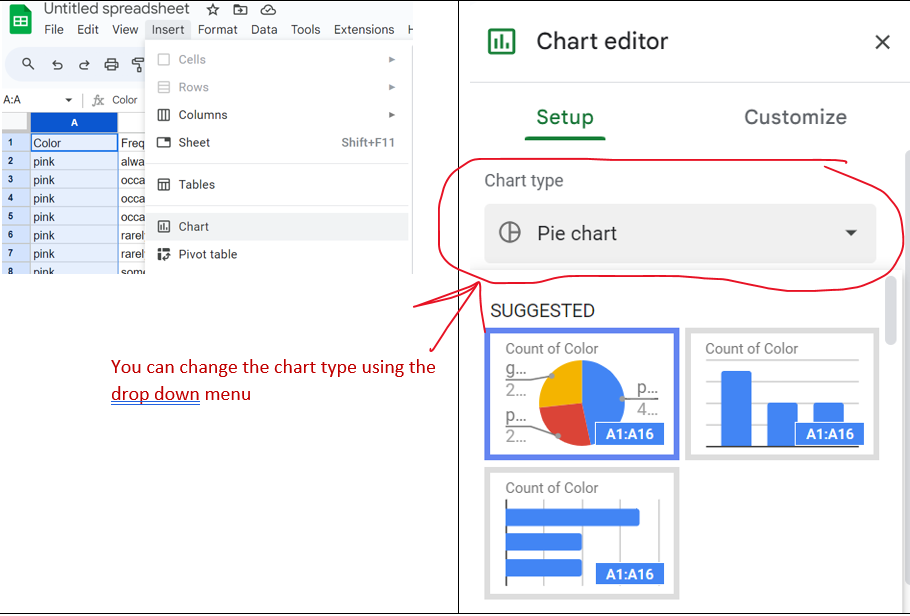 Untitled spreadsheet
File Edit View Insert Format Data Tools Extensions H
A:A fx Color
A
1 Color Freq
2 pink alwa
3 pink occa
4 pink occa
5 pink occa
6 pink rarel
7 pink rarel
8 pink some
Cells
Rows
Columns
Sheet Shift+F11
Tables
Chart
Pivot table
You can change the chart type using the
drop down menu
Chart editor
Setup Customize
Chart type
Pie chart
SUGGESTED
Count of Color
g...
2...
p...
4...
p...
2...
A1:A16
Count of Color
A1:A16
Count of Color
A1:A16